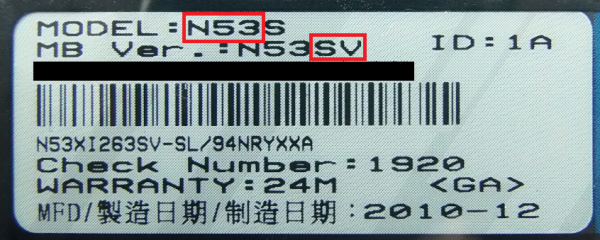 MODEL:N53S
MB Ver.:N53SV ID:1A
N53XI263SV-SL/94NRYXXA
Check Number:1920
WARRANTY:24M <GA>
MFD/製造日期/制造日期:2010-12